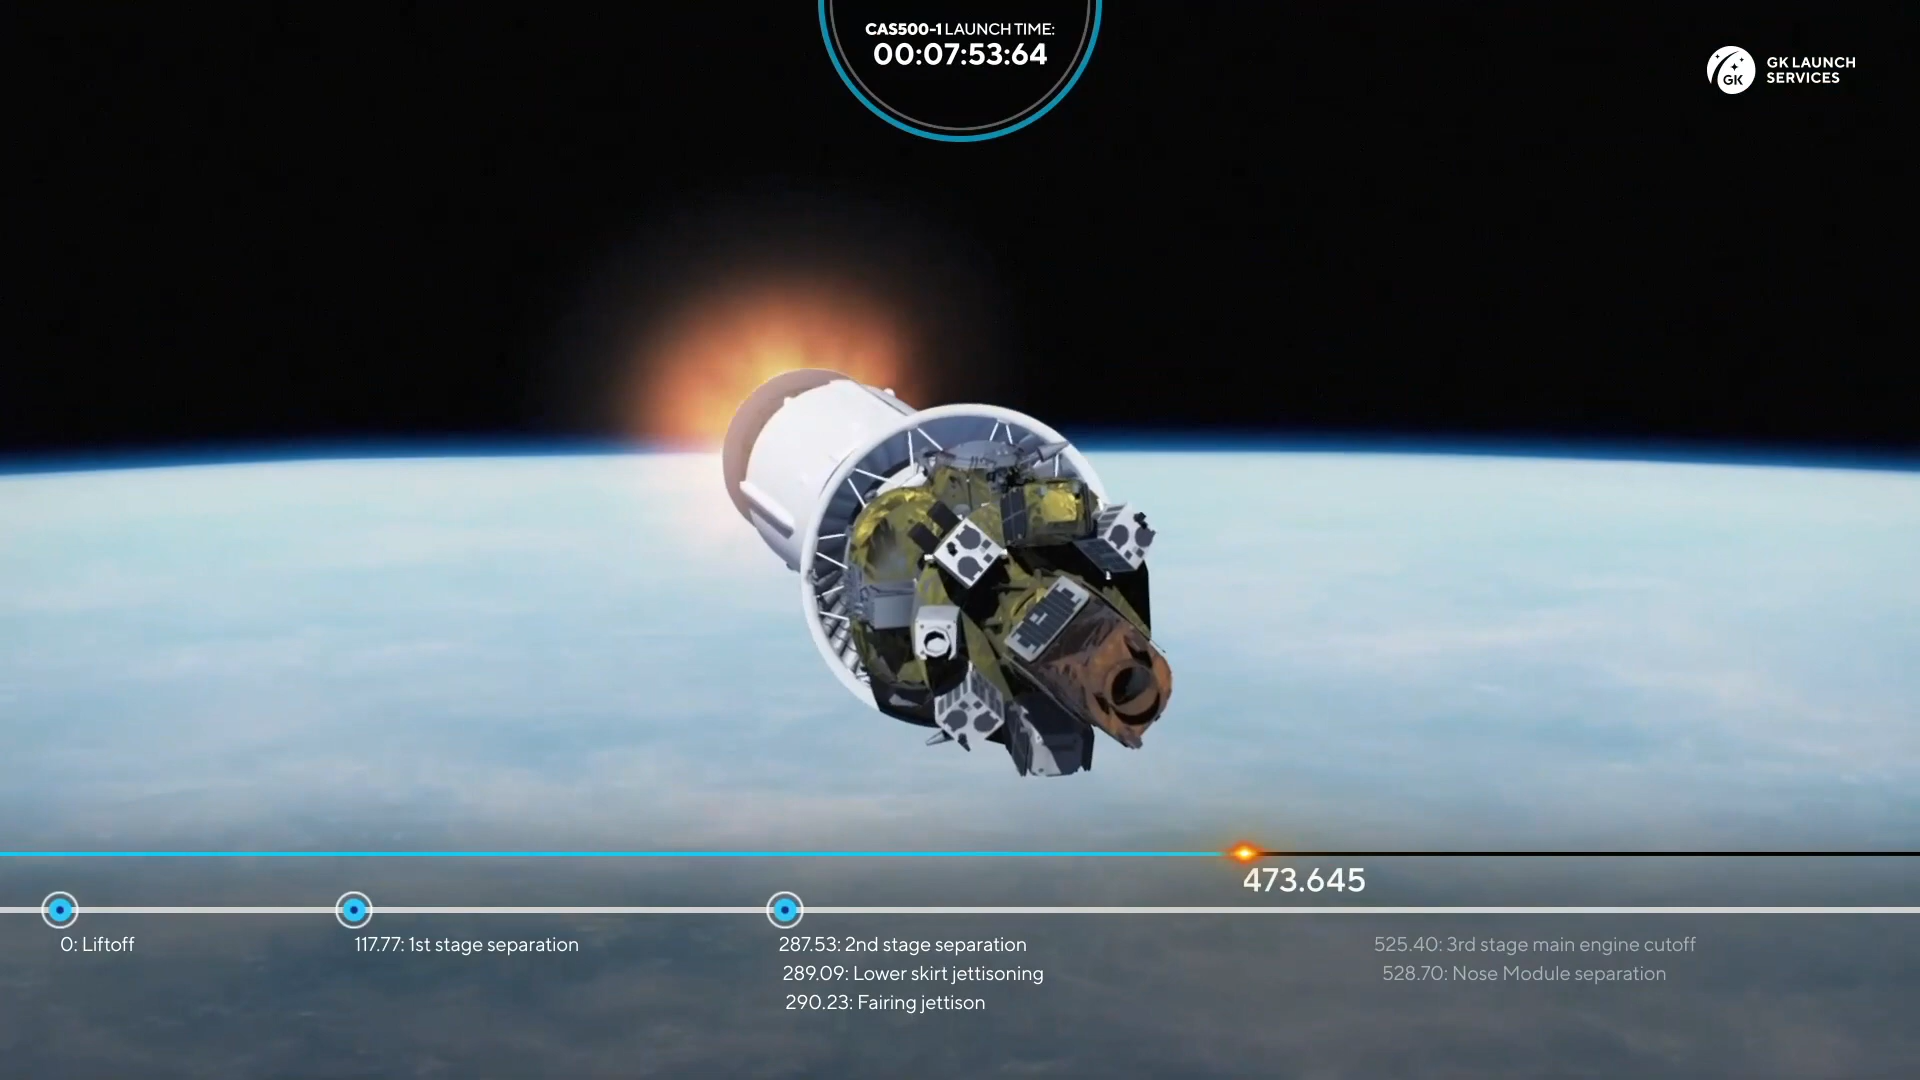 CAS500-1 LAUNCH TIME:
00:07:53:64
GK
GK LAUNCH
SERVICES
473.645
0: Liftoff
117.77: 1st stage separation
287.53: 2nd stage separation
289.09: Lower skirt jettisoning
290.23: Fairing jettison
525.40: 3rd stage main engine cutoff
528.70: Nose Module separation